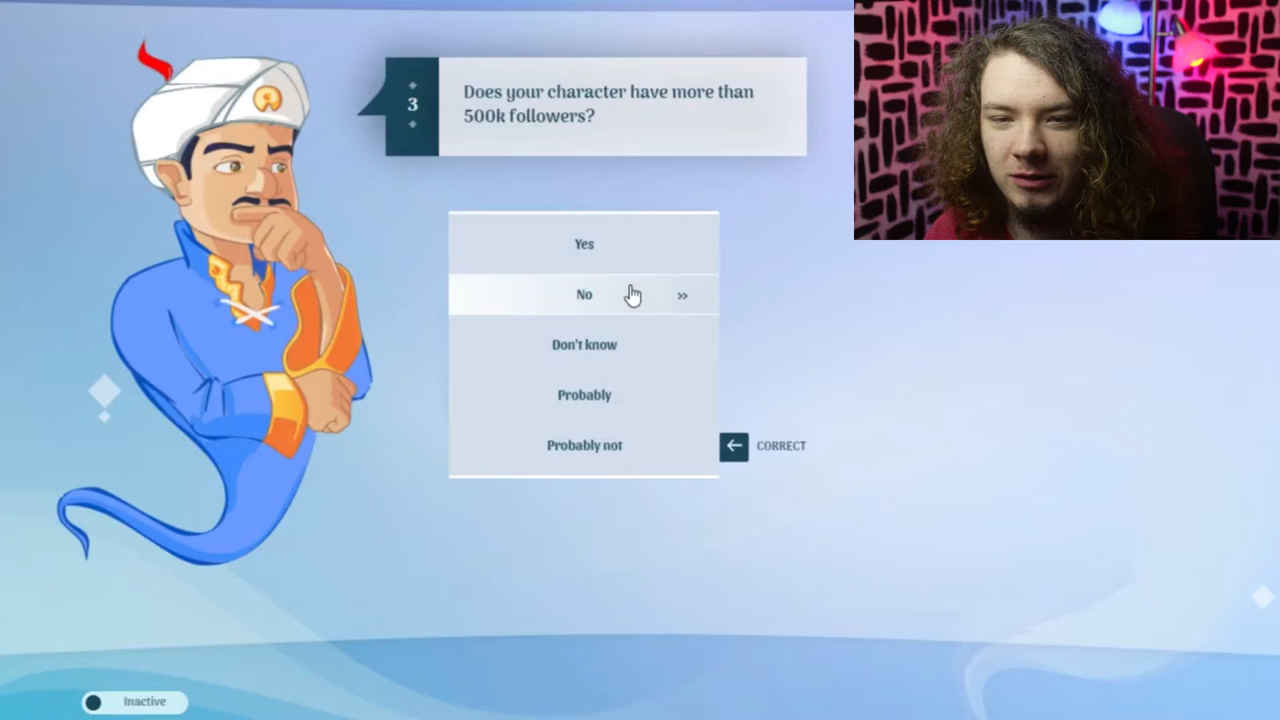 3
Does your character have more than
500k followers?
Yes
No
Don't know
Probably
Probably not
CORRECT
Inactive